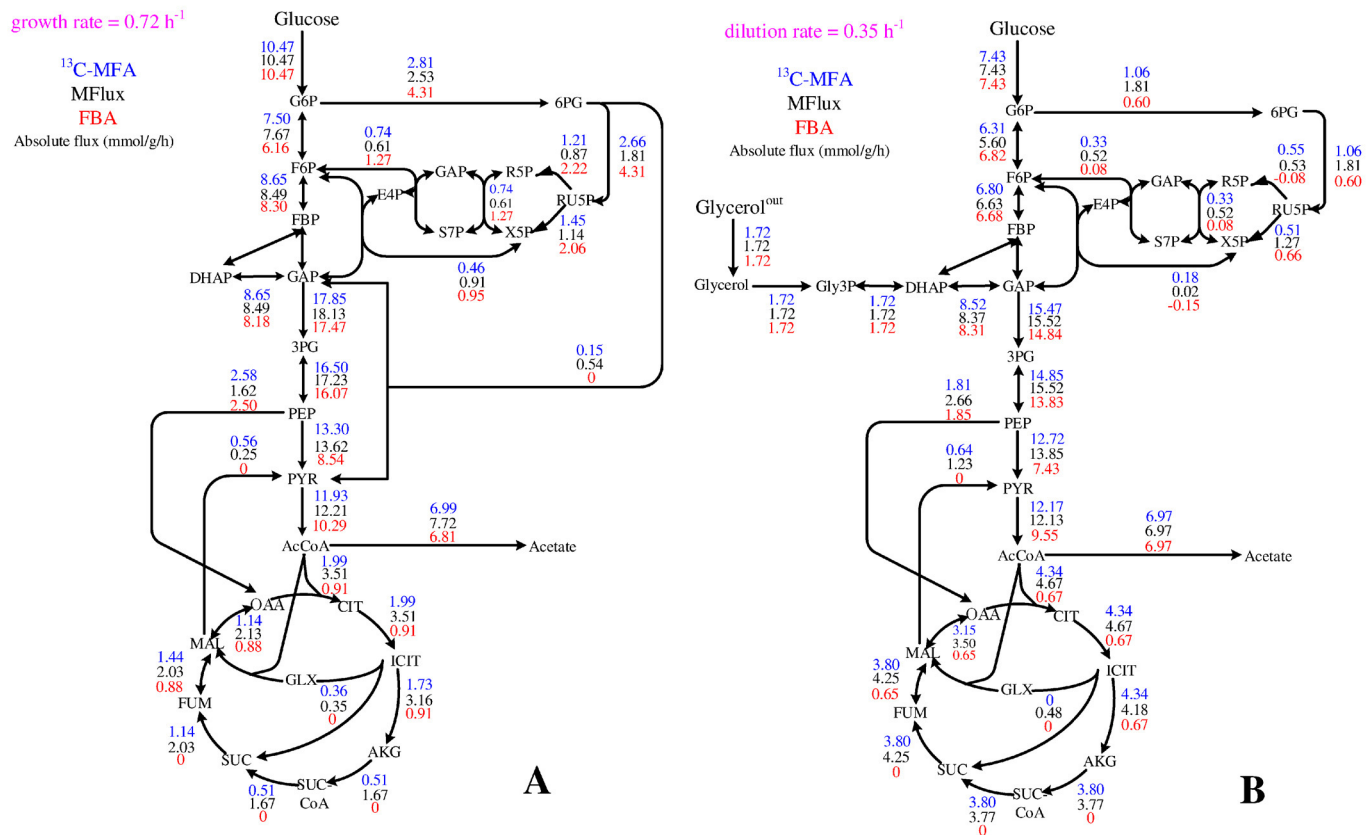 growth rate = 0.72 h-1
13C-MFA
MFlux
FBA
Absolute flux (mmol/g/h)
Glucose
10.47
10.47
10.47
G6P
2.81
2.53
4.31
6PG
7.50
7.67
6.16
F6P
0.74
0.61
1.27
GAP
R5P
1.21
0.87
2.22
2.66
1.81
4.31
8.65
8.49
8.30
E4P
0.74
0.61
1.27
RU5P
FBP
S7P
X5P
1.45
1.14
2.06
DHAP
GAP
0.46
0.91
0.95
8.65
8.49
8.18
17.85
18.13
17.47
3PG
0.15
0.54
0
16.50
17.23
16.07
2.58
1.62
2.50
PEP
13.30
13.62
8.54
0.56
0.25
0
PYR
11.93
12.21
10.29
AcCoA
6.99
7.72
6.81
Acetate
1.99
3.51
0.91
OAA
CIT
1.99
3.51
0.91
1.14
2.13
0.88
MAL
ICIT
1.44
2.03
0.88
GLX
0.36
0.35
0
1.73
3.16
0.91
FUM
1.14
2.03
0
SUC
AKG
0.51
1.67
0
SUC-
CoA
0.51
1.67
0
A
dilution rate = 0.35 h-1
13C-MFA
MFlux
FBA
Absolute flux (mmol/g/h)
Glucose
7.43
7.43
7.43
G6P
1.06
1.81
0.60
6PG
6.31
5.60
6.82
F6P
0.33
0.52
0.08
GAP
R5P
0.55
0.53
-0.08
1.06
1.81
0.60
6.80
6.63
6.68
E4P
0.33
0.52
0.08
RU5P
FBP
S7P
X5P
0.51
1.27
0.66
Glycerolout
1.72
1.72
1.72
Glycerol
1.72
1.72
1.72
Gly3P
1.72
1.72
1.72
DHAP
8.52
8.37
8.31
GAP
0.18
0.02
-0.15
15.47
15.52
14.84
3PG
14.85
15.52
13.83
1.81
2.66
1.85
PEP
12.72
13.85
7.43
0.64
1.23
0
PYR
12.17
12.13
9.55
AcCoA
6.97
6.97
6.97
Acetate
4.34
4.67
0.67
OAA
CIT
4.34
4.67
0.67
3.15
3.50
0.65
MAL
ICIT
3.80
4.25
0.65
GLX
0
0.48
0
4.34
4.18
0.67
FUM
3.80
4.25
0
SUC
AKG
3.80
3.77
0
SUC-
CoA
3.80
3.77
0
B